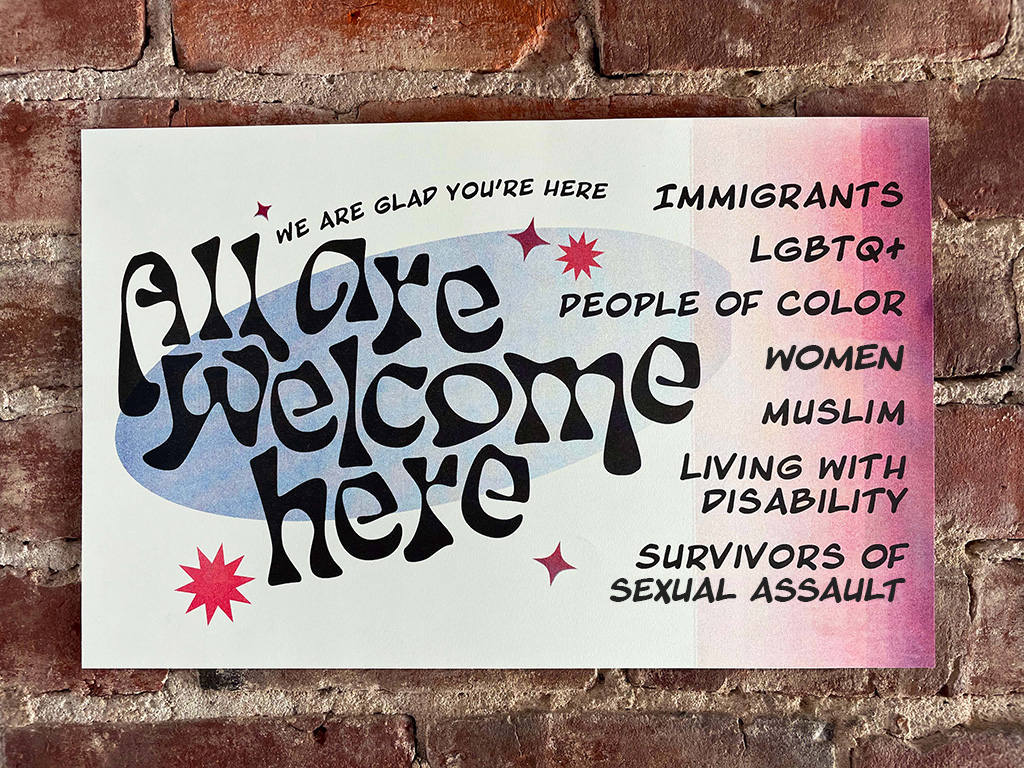 WE ARE GLAD YOU'RE HERE
All are
welcome
here
IMMIGRANTS
LGBTQ+
PEOPLE OF COLOR
WOMEN
MUSLIM
LIVING WITH
DISABILITY
SURVIVORS OF
SEXUAL ASSAULT